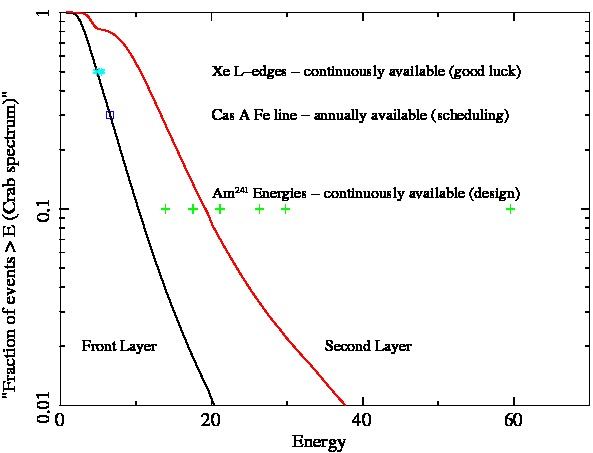 1
Xe L–edges – continuously available (good luck)
Cas A Fe line – annually available (scheduling)
Am²⁴¹ Energies – continuously available (design)
0.1
"Fraction of events > E (Crab spectrum)"
Front Layer
Second Layer
0.01
0
20
40
60
Energy